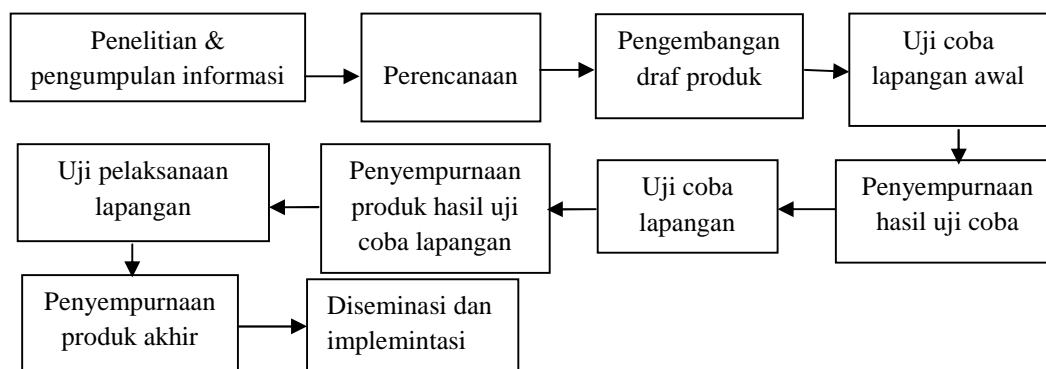 Penelitian &
pengumpulan informasi
Perencanaan
Pengembangan
draf produk
Uji coba
lapangan awal
Penyempurnaan
hasil uji coba
Uji coba
lapangan
Penyempurnaan
produk hasil uji
coba lapangan
Uji pelaksanaan
lapangan
Penyempurnaan
produk akhir
Diseminasi dan
implemintasi